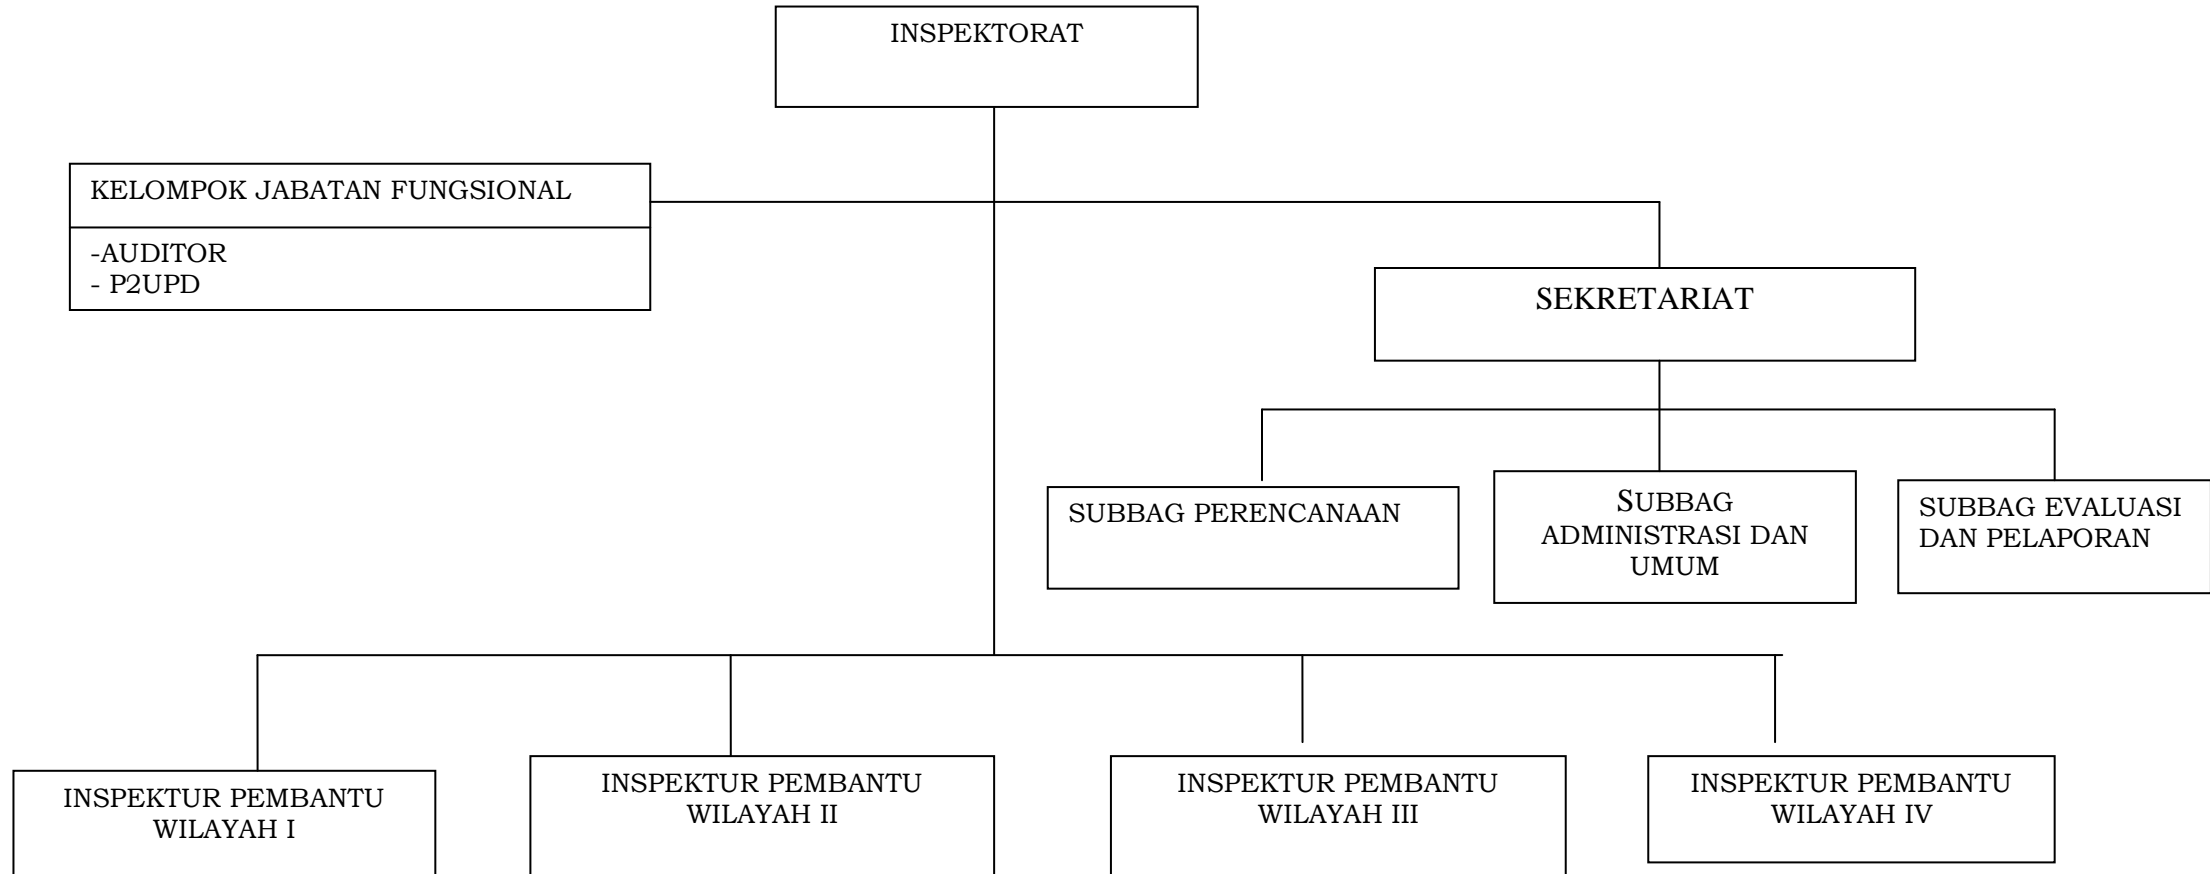 INSPEKTORAT
KELOMPOK JABATAN FUNGSIONAL
-AUDITOR
- P2UPD
SEKRETARIAT
SUBBAG PERENCANAAN
SUBBAG
ADMINISTRASI DAN
UMUM
SUBBAG EVALUASI
DAN PELAPORAN
INSPEKTUR PEMBANTU
WILAYAH I
INSPEKTUR PEMBANTU
WILAYAH II
INSPEKTUR PEMBANTU
WILAYAH III
INSPEKTUR PEMBANTU
WILAYAH IV